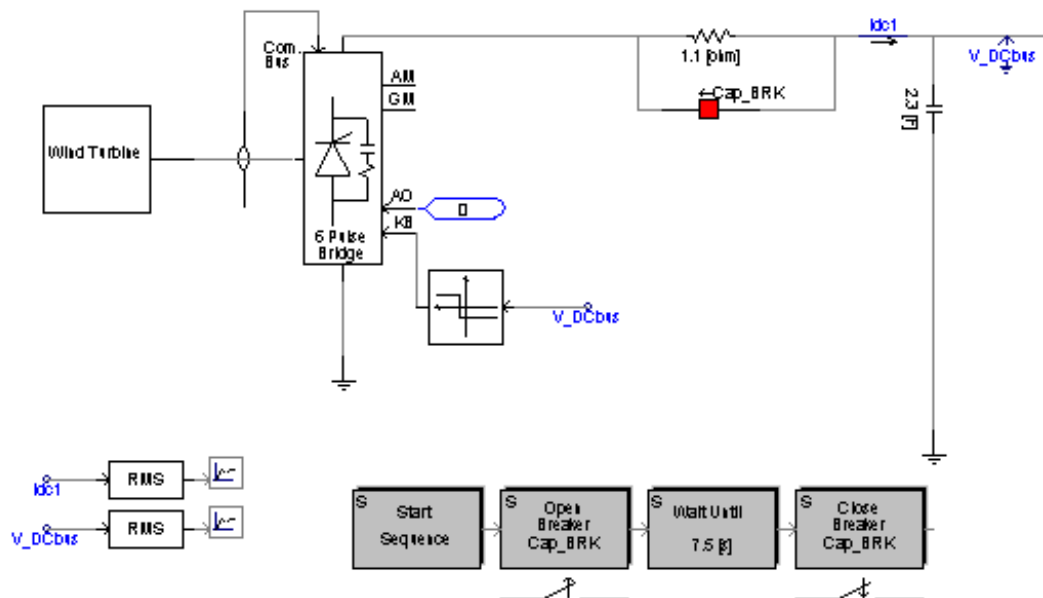 Com.
Bus
Idc1
V_DCbus
1.1 [ohm]
Cap_BRK
2.3 [F]
AM
GM
Wind Turbine
AO
0
KB
6 Pulse
Bridge
V_DCbus
Idc1
RMS
V_DCbus
RMS
S
Start
Sequence
S
Open
Breaker
Cap_BRK
S
Wait Until
7.5 [s]
S
Close
Breaker
Cap_BRK